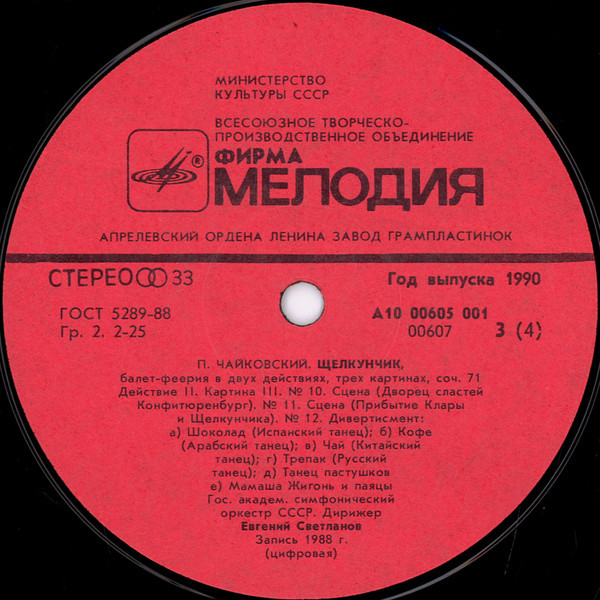 МИНИСТЕРСТВО
КУЛЬТУРЫ СССР
ВСЕСОЮЗНОЕ ТВОРЧЕСКО-
ПРОИЗВОДСТВЕННОЕ ОБЪЕДИНЕНИЕ
®
ФИРМА
МЕЛОДИЯ
АПРЕЛЕВСКИЙ ОРДЕНА ЛЕНИНА ЗАВОД ГРАМПЛАСТИНОК
СТЕРЕО 33
Год выпуска 1990
ГОСТ 5289-88
А10 00605 001
Гр. 2. 2-25
00607 3 (4)
П. ЧАЙКОВСКИЙ. ЩЕЛКУНЧИК,
балет-феерия в двух действиях, трех картинах, соч. 71
Действие II. Картина III. № 10. Сцена (Дворец сластей
Конфитюренбург). № 11. Сцена (Прибытие Клары
и Щелкунчика). № 12. Дивертисмент:
а) Шоколад (Испанский танец); б) Кофе
(Арабский танец); в) Чай (Китайский
танец); г) Трепак (Русский
танец); д) Танец пастушков
е) Мамаша Жигонь и паяцы
Гос. академ. симфонический
оркестр СССР. Дирижер
Евгений Светланов
Запись 1988 г.
(цифровая)